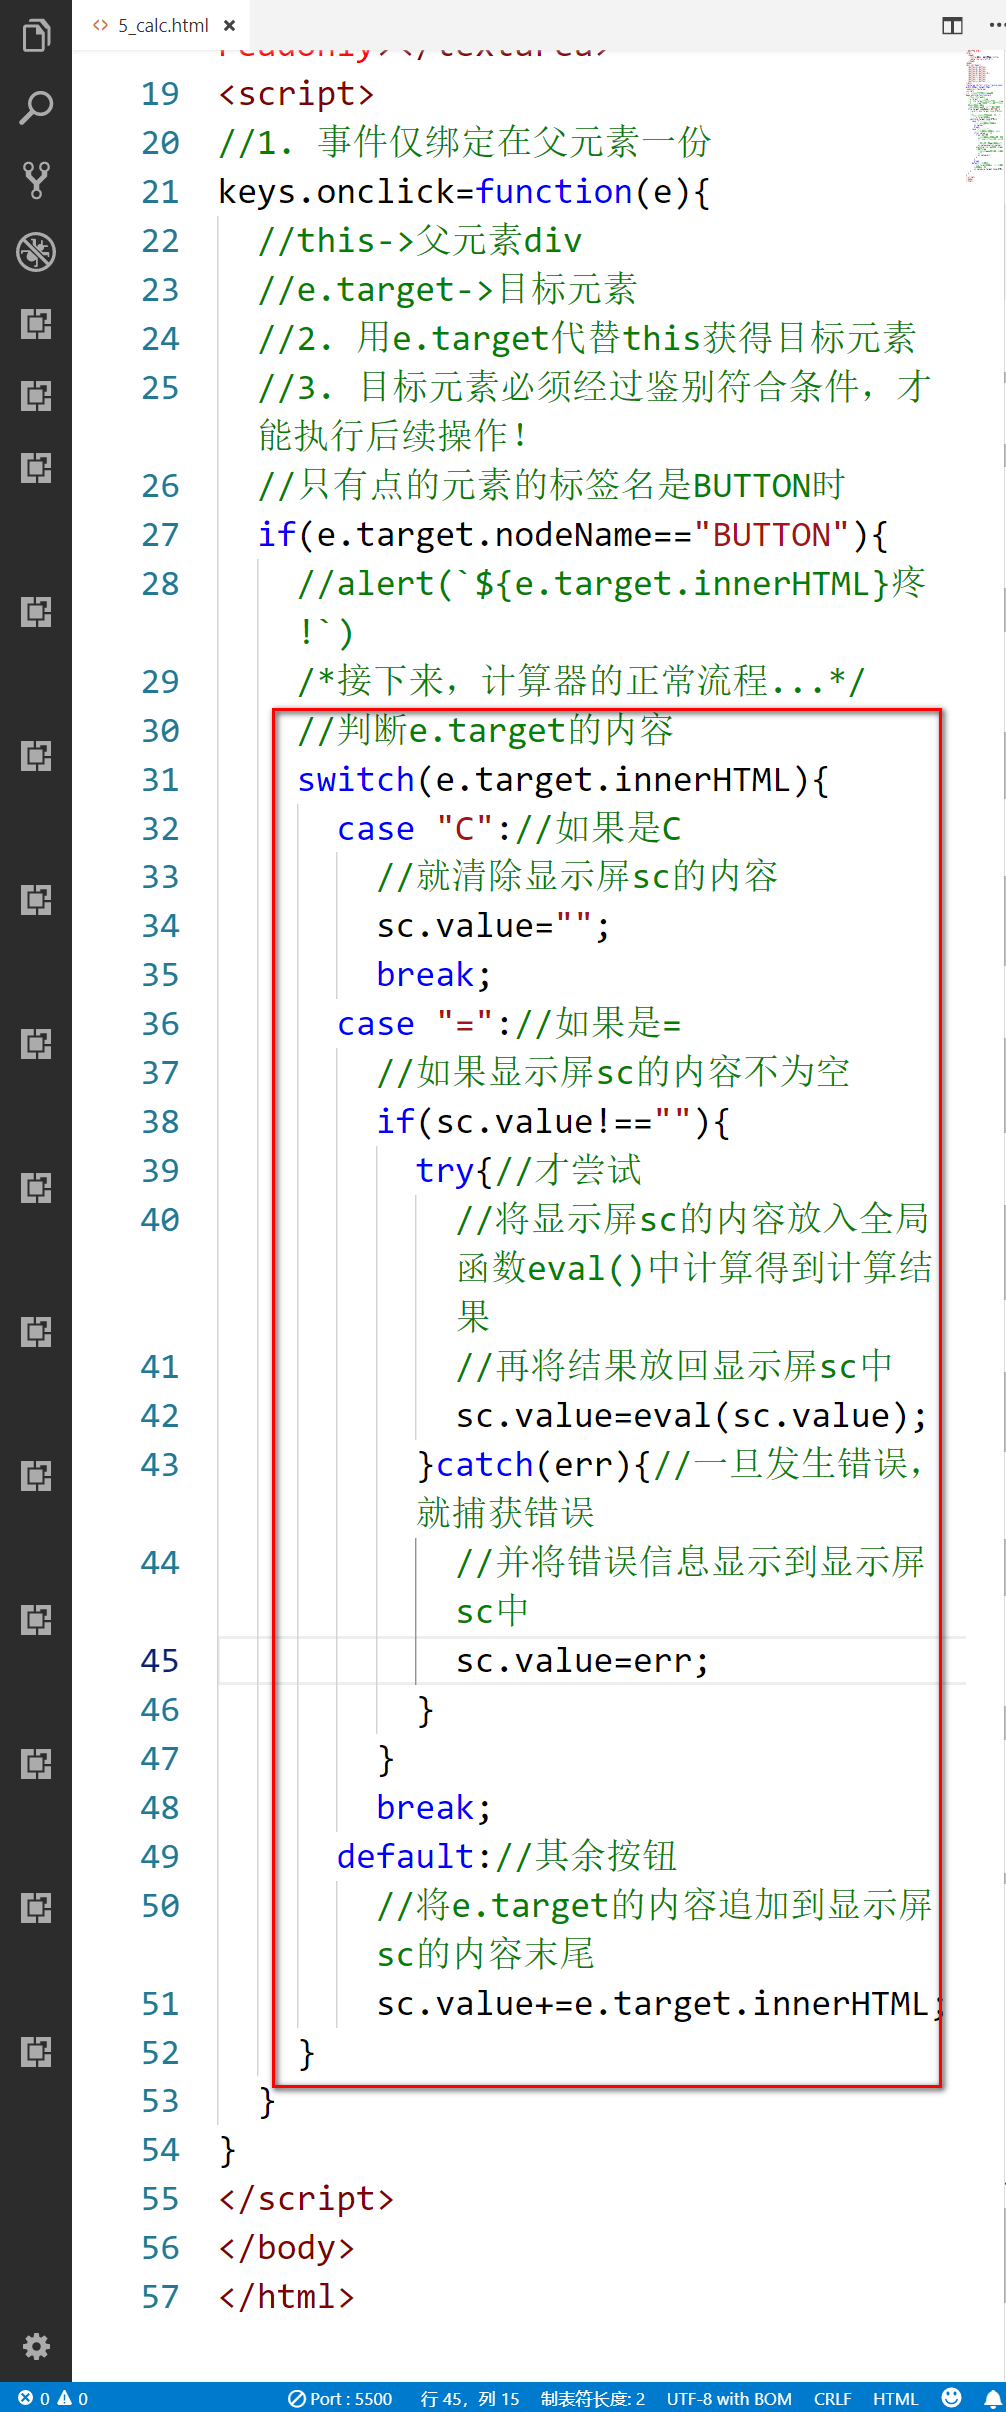 5_calc.html
readonly></textarea>
19 <script>
20 //1. 事件仅绑定在父元素一份
21 keys.onclick=function(e){
22 //this->父元素div
23 //e.target->目标元素
24 //2. 用e.target代替this获得目标元素
25 //3. 目标元素必须经过鉴别符合条件，才
能执行后续操作！
26 //只有点的元素的标签名是BUTTON时
27 if(e.target.nodeName=="BUTTON"){
28 //alert(`${e.target.innerHTML}疼
!`)
29 /*接下来，计算器的正常流程...*/
30 //判断e.target的内容
31 switch(e.target.innerHTML){
32 case "C"://如果是C
33 //就清除显示屏sc的内容
34 sc.value="";
35 break;
36 case "="://如果是=
37 //如果显示屏sc的内容不为空
38 if(sc.value!==""){
39 try{//才尝试
40 //将显示屏sc的内容放入全局
函数eval()中计算得到计算结
果
41 //再将结果放回显示屏sc中
42 sc.value=eval(sc.value);
43 }catch(err){//一旦发生错误，
就捕获错误
44 //并将错误信息显示到显示屏
sc中
45 sc.value=err;
46 }
47 }
48 break;
49 default://其余按钮
50 //将e.target的内容追加到显示屏
sc的内容末尾
51 sc.value+=e.target.innerHTML;
52 }
53 }
54 }
55 </script>
56 </body>
57 </html>
0 0 Port : 5500 行 45，列 15 制表符长度: 2 UTF-8 with BOM CRLF HTML